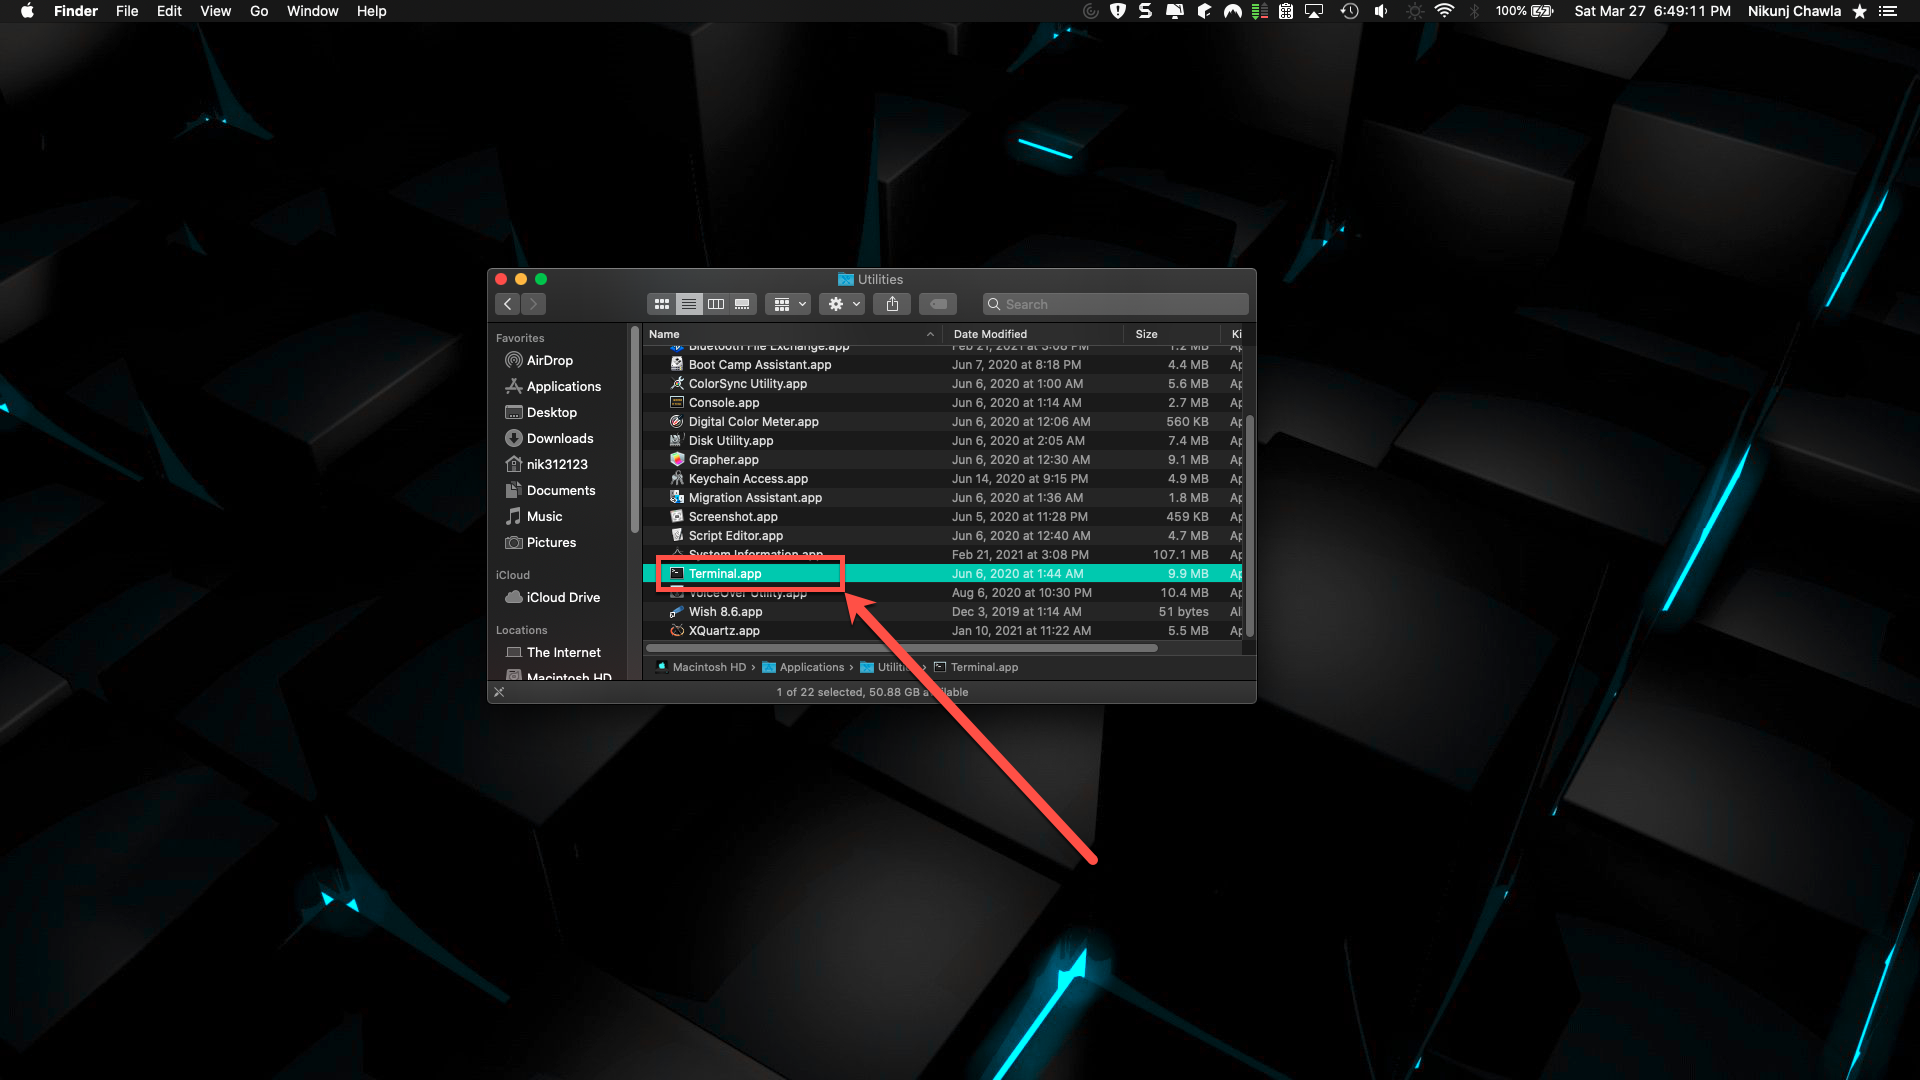 Finder File Edit View Go Window Help 100% Sat Mar 27 6:49:11 PM Nikunj Chawla
Utilities
Search
Name Date Modified Size Ki
Favorites
AirDrop
Applications
Desktop
Downloads
nik312123
Documents
Music
Pictures
iCloud
iCloud Drive
Locations
The Internet
Macintosh HD
Bluetooth File Exchange.app Feb 21, 2021 at 3:08 PM 1.2 MB Ap
Boot Camp Assistant.app Jun 7, 2020 at 8:18 PM 4.4 MB Ap
ColorSync Utility.app Jun 6, 2020 at 1:00 AM 5.6 MB Ap
Console.app Jun 6, 2020 at 1:14 AM 2.7 MB Ap
Digital Color Meter.app Jun 6, 2020 at 12:06 AM 560 KB Ap
Disk Utility.app Jun 6, 2020 at 2:05 AM 7.4 MB Ap
Grapher.app Jun 6, 2020 at 12:30 AM 9.1 MB Ap
Keychain Access.app Jun 14, 2020 at 9:15 PM 4.9 MB Ap
Migration Assistant.app Jun 6, 2020 at 1:36 AM 1.8 MB Ap
Screenshot.app Jun 5, 2020 at 11:28 PM 459 KB Ap
Script Editor.app Jun 6, 2020 at 12:40 AM 4.7 MB Ap
System Information.app Feb 21, 2021 at 3:08 PM 107.1 MB Ap
Terminal.app Jun 6, 2020 at 1:44 AM 9.9 MB Ap
VoiceOver Utility.app Aug 6, 2020 at 10:30 PM 10.4 MB Ap
Wish 8.6.app Dec 3, 2019 at 1:14 AM 51 bytes Al
XQuartz.app Jan 10, 2021 at 11:22 AM 5.5 MB Ap
Macintosh HD › Applications › Utiliti › Terminal.app
1 of 22 selected, 50.88 GB available